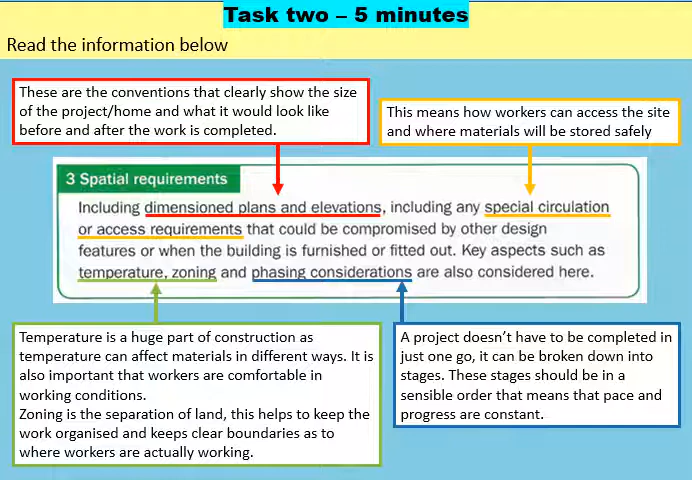 Task two – 5 minutes
Read the information below
These are the conventions that clearly show the size
of the project/home and what it would look like
before and after the work is completed.
This means how workers can access the site
and where materials will be stored safely
3 Spatial requirements
Including dimensioned plans and elevations, including any special circulation
or access requirements that could be compromised by other design
features or when the building is furnished or fitted out. Key aspects such as
temperature, zoning and phasing considerations are also considered here.
Temperature is a huge part of construction as
temperature can affect materials in different ways. It is
also important that workers are comfortable in
working conditions.
Zoning is the separation of land, this helps to keep the
work organised and keeps clear boundaries as to
where workers are actually working.
A project doesn't have to be completed in
just one go, it can be broken down into
stages. These stages should be in a
sensible order that means that pace and
progress are constant.